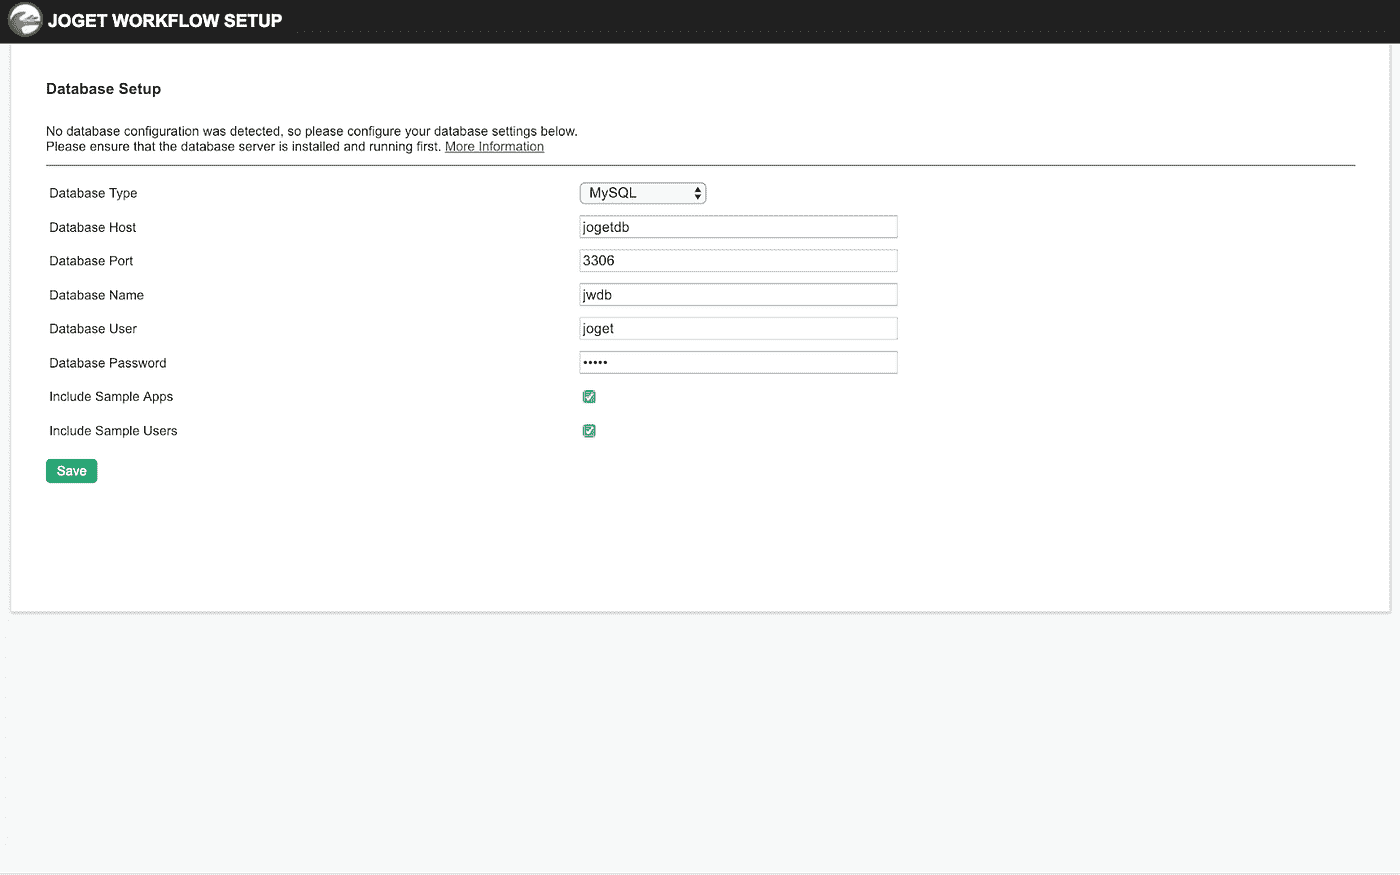 JOGET WORKFLOW SETUP
Database Setup
No database configuration was detected, so please configure your database settings below.
Please ensure that the database server is installed and running first. More Information
Database Type MySQL
Database Host jogetdb
Database Port 3306
Database Name jwdb
Database User joget
Database Password •••••
Include Sample Apps
Include Sample Users
Save